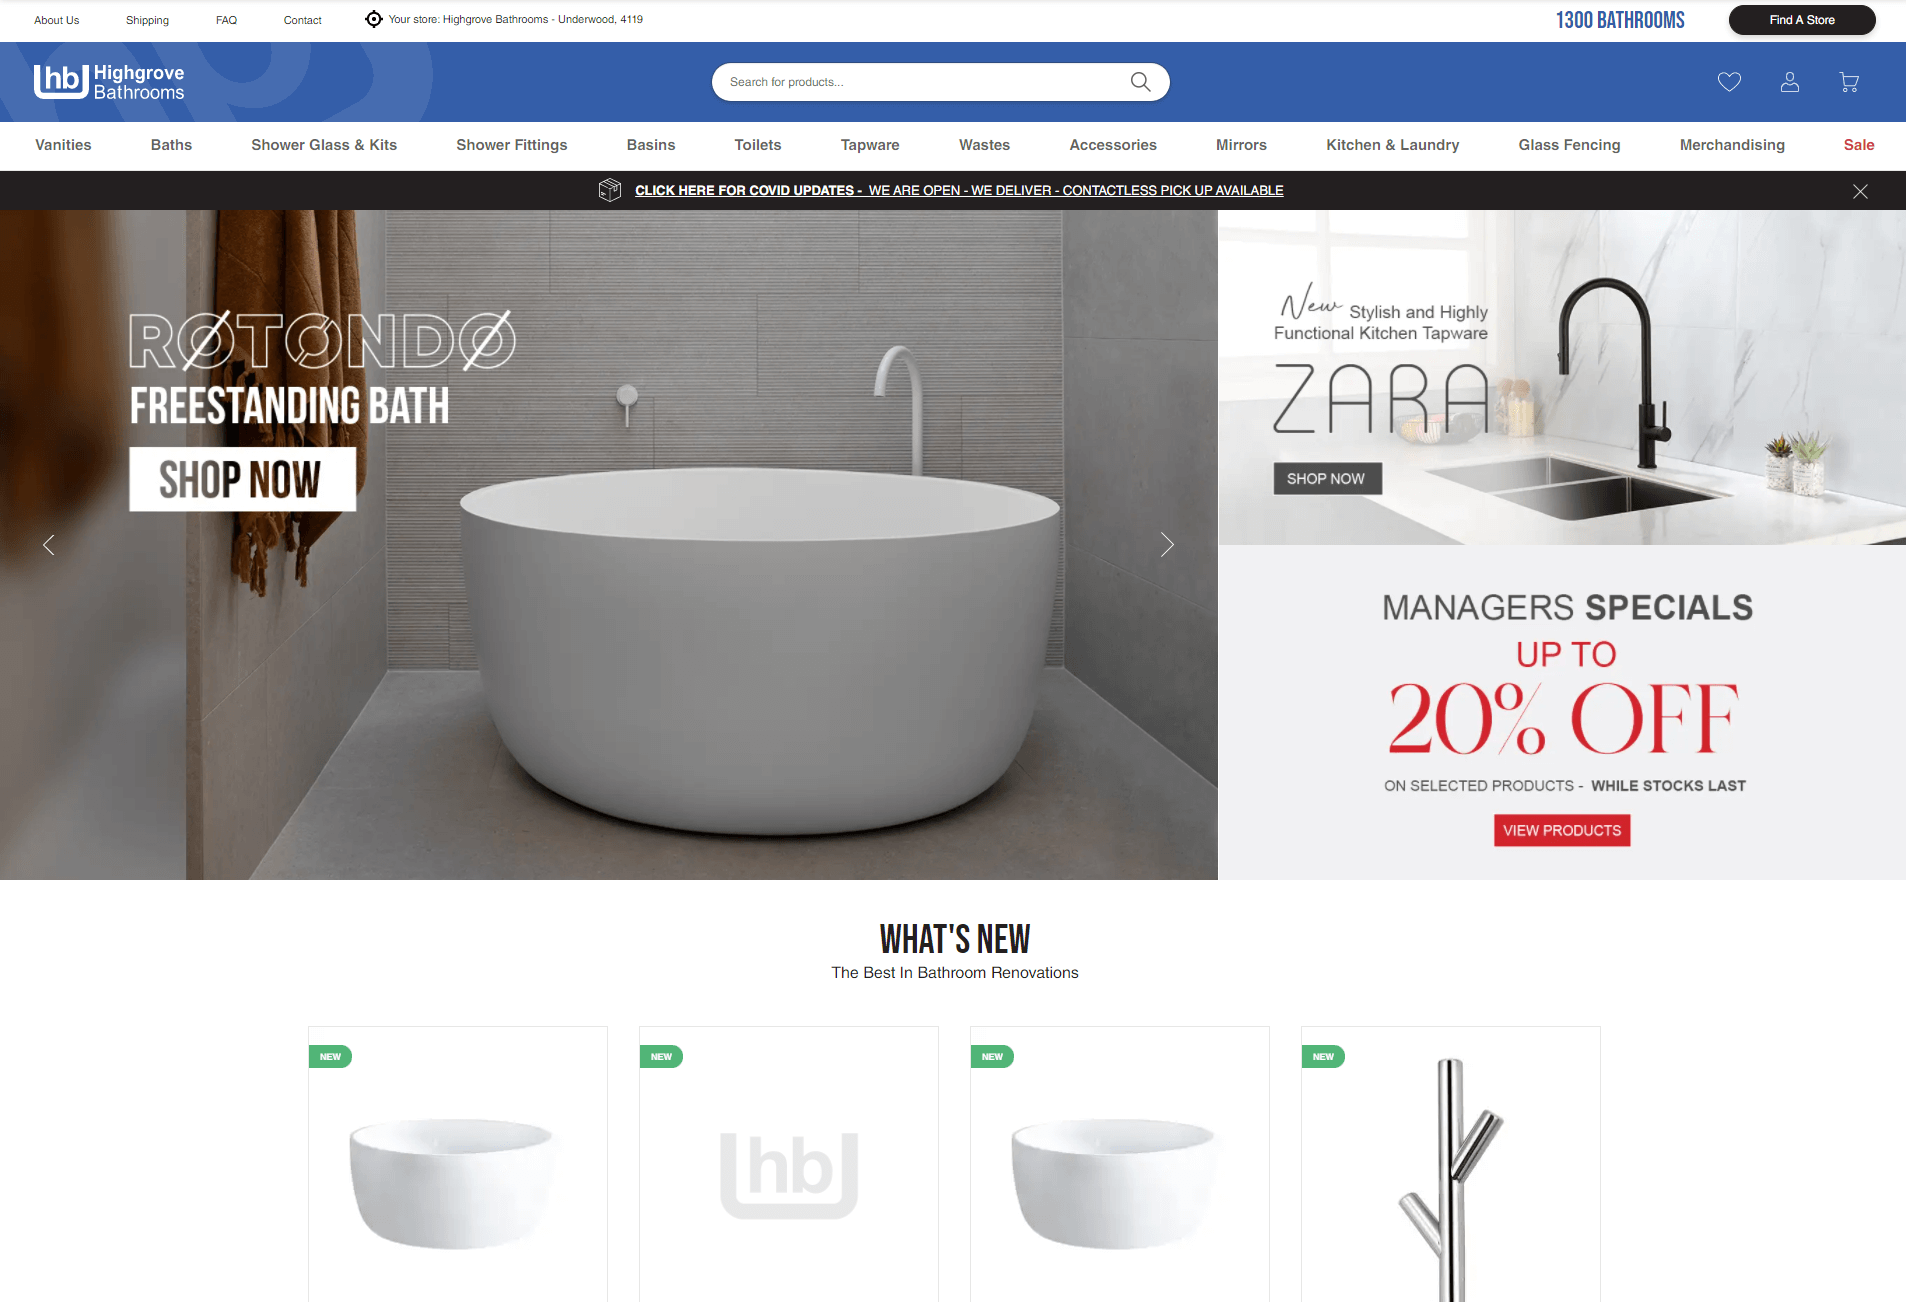 About Us
Shipping
FAQ
Contact
Your store: Highgrove Bathrooms - Underwood, 4119
1300 BATHROOMS
Find A Store
hb Highgrove
Bathrooms
Search for products...
Vanities
Baths
Shower Glass & Kits
Shower Fittings
Basins
Toilets
Tapware
Wastes
Accessories
Mirrors
Kitchen & Laundry
Glass Fencing
Merchandising
Sale
CLICK HERE FOR COVID UPDATES - WE ARE OPEN - WE DELIVER - CONTACTLESS PICK UP AVAILABLE
RØTØNDØ
FREESTANDING BATH
SHOP NOW
New Stylish and Highly
Functional Kitchen Tapware
ZARA
SHOP NOW
MANAGERS SPECIALS
UP TO
20% OFF
ON SELECTED PRODUCTS - WHILE STOCKS LAST
VIEW PRODUCTS
WHAT'S NEW
The Best In Bathroom Renovations
NEW
NEW
NEW
NEW
hb